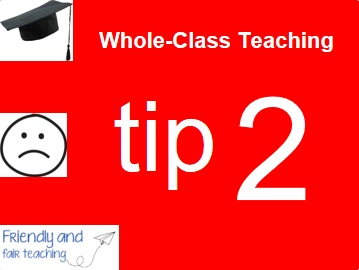 Whole-Class Teaching
tip 2
Friendly and
fair teaching